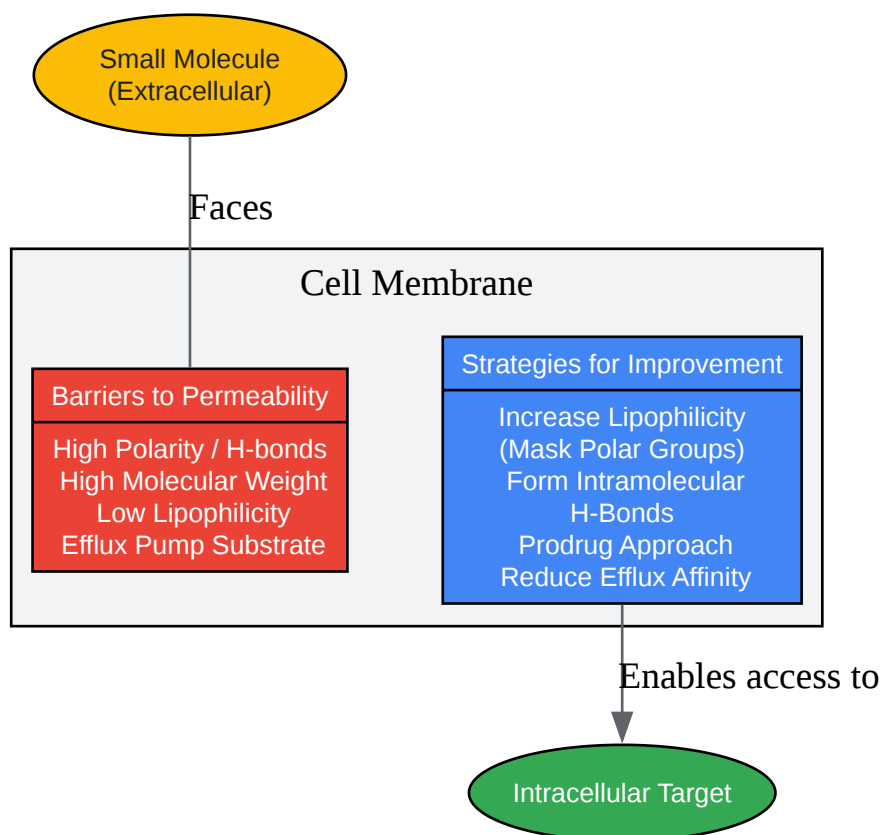 Small Molecule
(Extracellular)
Faces
Cell Membrane
Barriers to Permeability
High Polarity / H-bonds
High Molecular Weight
Low Lipophilicity
Efflux Pump Substrate
Strategies for Improvement
Increase Lipophilicity
(Mask Polar Groups)
Form Intramolecular
H-Bonds
Prodrug Approach
Reduce Efflux Affinity
Enables access to
Intracellular Target